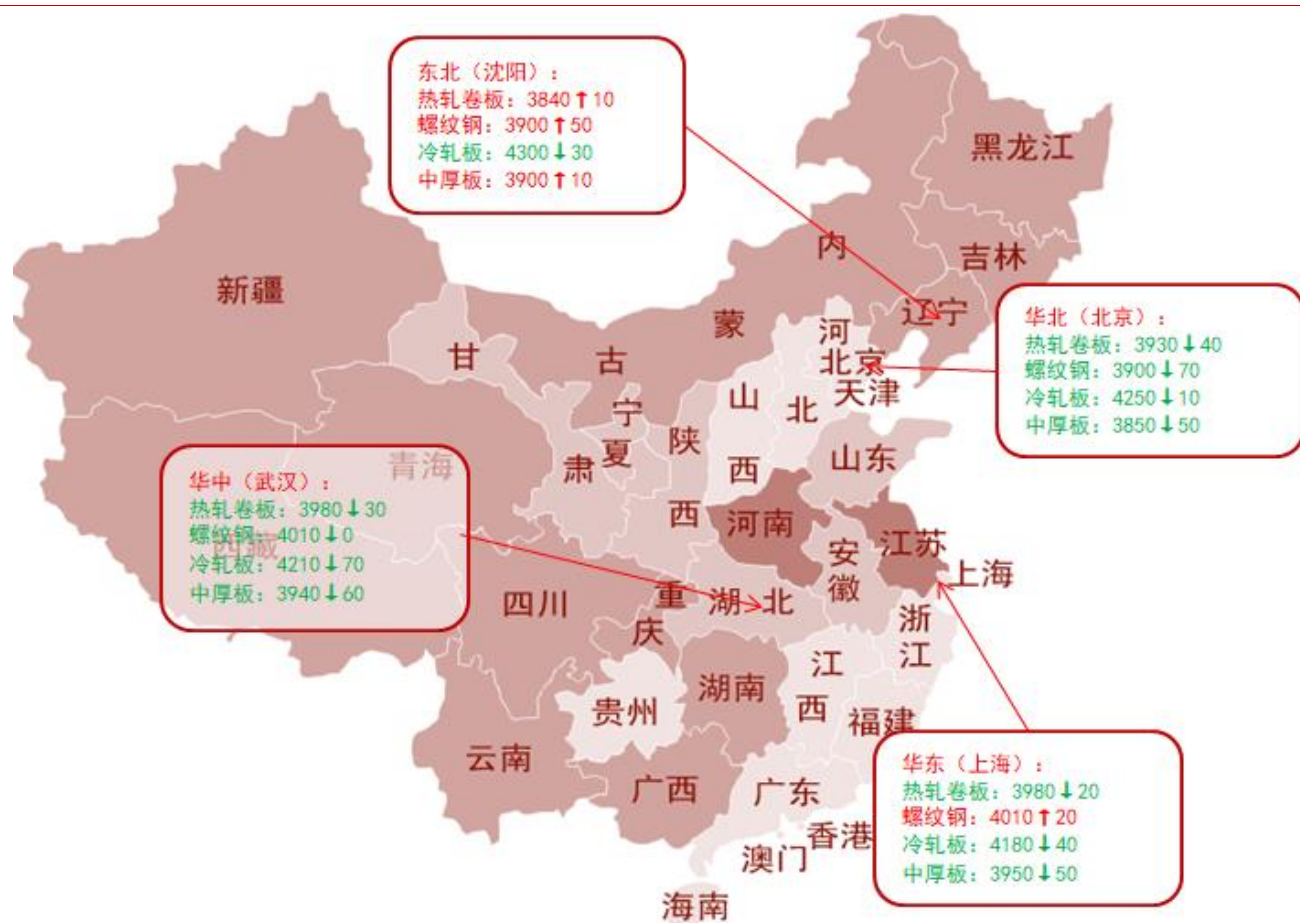 东北（沈阳）：
热轧卷板：3840↑10
螺纹钢：3900↑50
冷轧板：4300↓30
中厚板：3900↑10
黑龙江
内
蒙
古
吉林
辽宁
新疆
华北（北京）：
热轧卷板：3930↓40
螺纹钢：3900↓70
冷轧板：4250↓10
中厚板：3850↓50
甘
肃
宁
夏
河
北
北京
天津
山
西
陕
西
山东
青海
西藏
华中（武汉）：
热轧卷板：3980↓30
螺纹钢：4010↓0
冷轧板：4210↓70
中厚板：3940↓60
河南
江苏
安
徽
上海
四川
重
庆
湖北
浙
江
湖南
江
西
贵州
福建
云南
广西
广东
香港
澳门
海南
华东（上海）：
热轧卷板：3980↓20
螺纹钢：4010↑20
冷轧板：4180↓40
中厚板：3950↓50